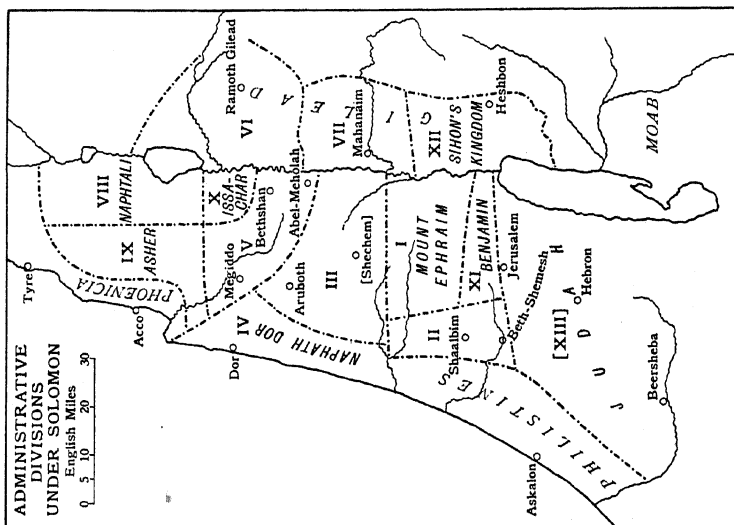 ADMINISTRATIVE
DIVISIONS
UNDER SOLOMON
English Miles
0 5 10 20 30
Tyre
PHOENICIA
Acco
IX
ASHER
VIII
NAPHTALI
X
ISSA-
CHAR
Megiddo
V
Bethshan
Abel-Meholah
Ramoth Gilead
VI
GILEAD
VII
Mahanaim
Dor
IV
NAPHATH DOR
Aruboth
III
[Shechem]
I
MOUNT
EPHRAIM
XII
SIHON'S
KINGDOM
Heshbon
II
Shaalbim
XI
BENJAMIN
Jerusalem
Beth-Shemesh
PHILISTINES
Askalon
[XIII]
JUDAH
Hebron
Beersheba
MOAB